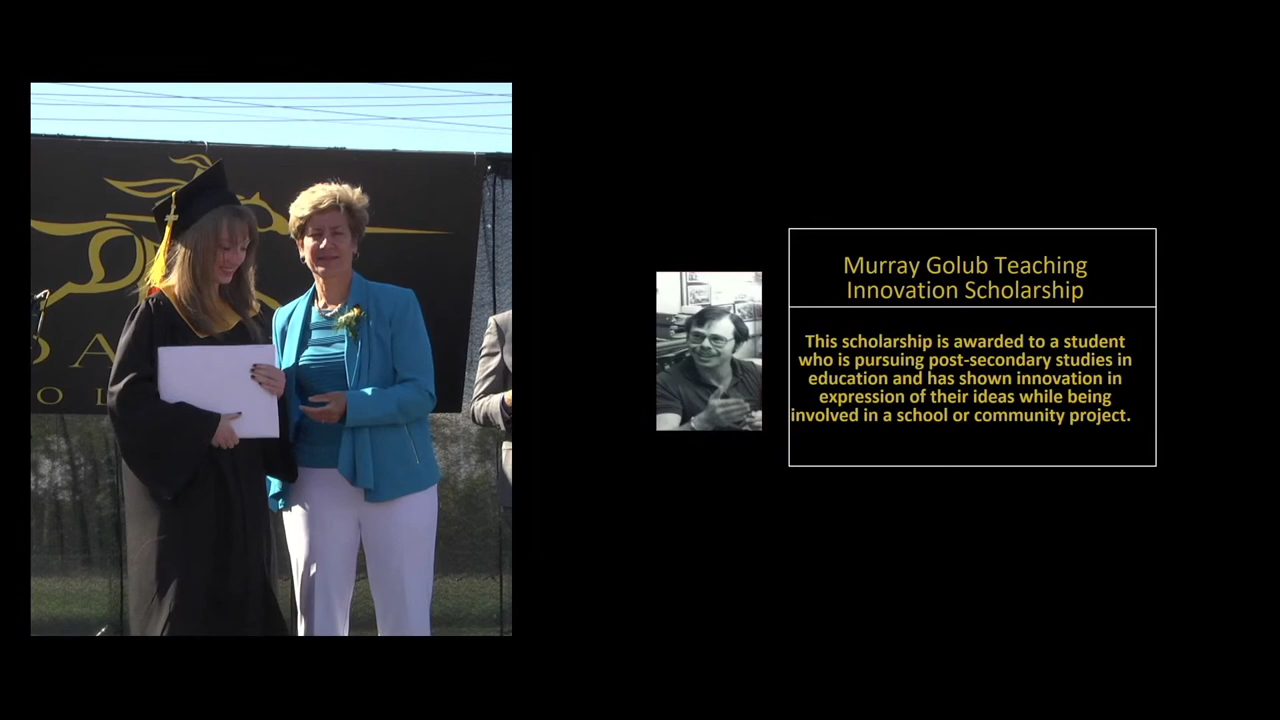 Murray Golub Teaching
Innovation Scholarship
This scholarship is awarded to a student
who is pursuing post-secondary studies in
education and has shown innovation in
expression of their ideas while being
involved in a school or community project.